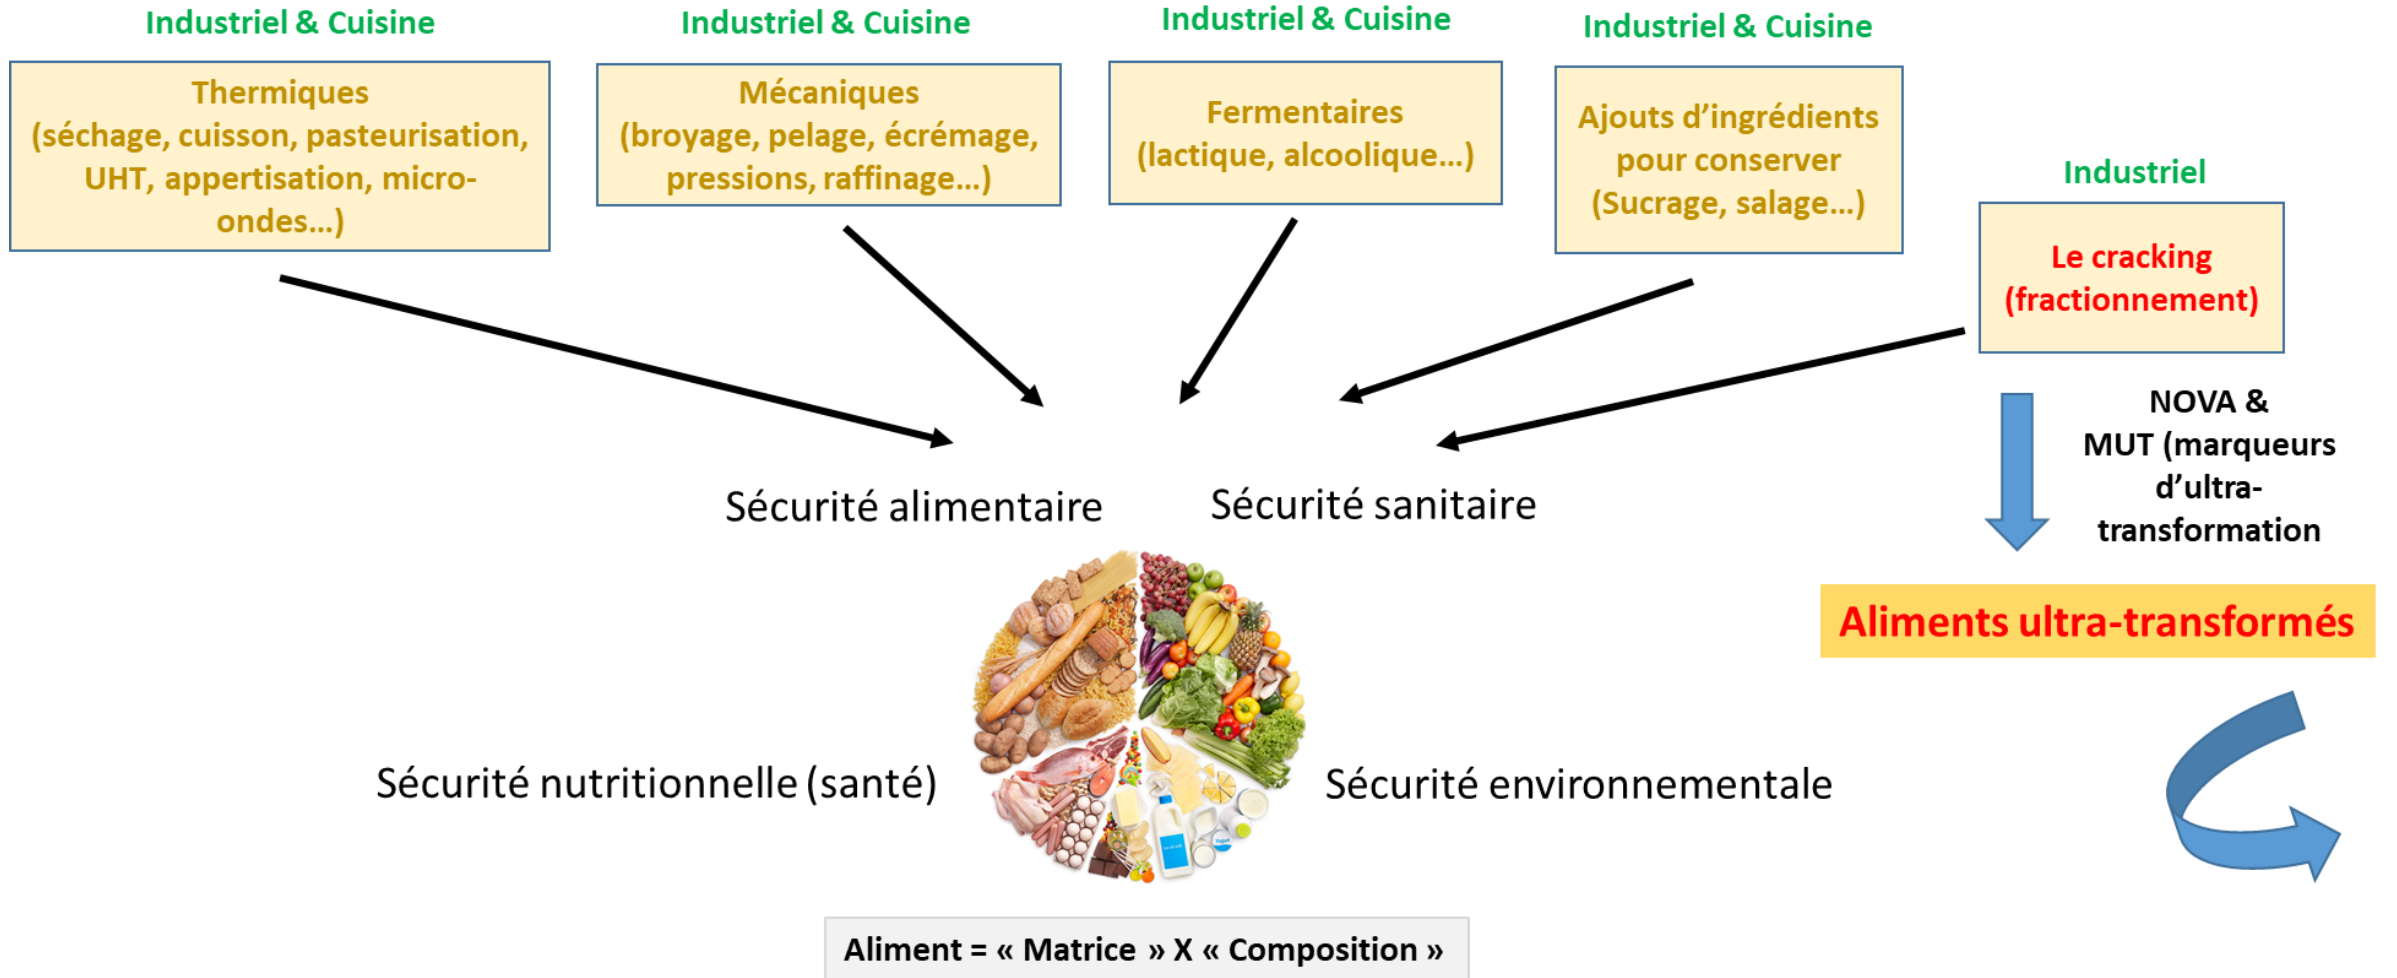 Industriel & Cuisine
Thermiques
(séchage, cuisson, pasteurisation,
UHT, appertisation, micro-
ondes…)
Industriel & Cuisine
Mécaniques
(broyage, pelage, écrémage,
pressions, raffinage…)
Industriel & Cuisine
Fermentaires
(lactique, alcoolique…)
Industriel & Cuisine
Ajouts d’ingrédients
pour conserver
(Sucrage, salage…)
Industriel
Le cracking
(fractionnement)
NOVA &
MUT (marqueurs
d’ultra-
transformation
Aliments ultra-transformés
Sécurité alimentaire
Sécurité sanitaire
Sécurité nutritionnelle (santé)
Sécurité environnementale
Aliment = « Matrice » X « Composition »